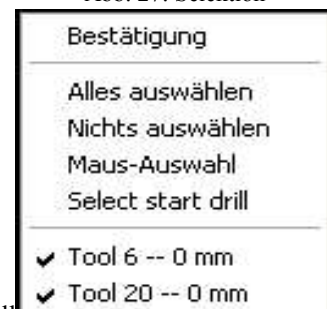 Bestätigung
Alles auswählen
Nichts auswählen
Maus-Auswahl
Select start drill
Tool 6 -- 0 mm
Tool 20 -- 0 mm